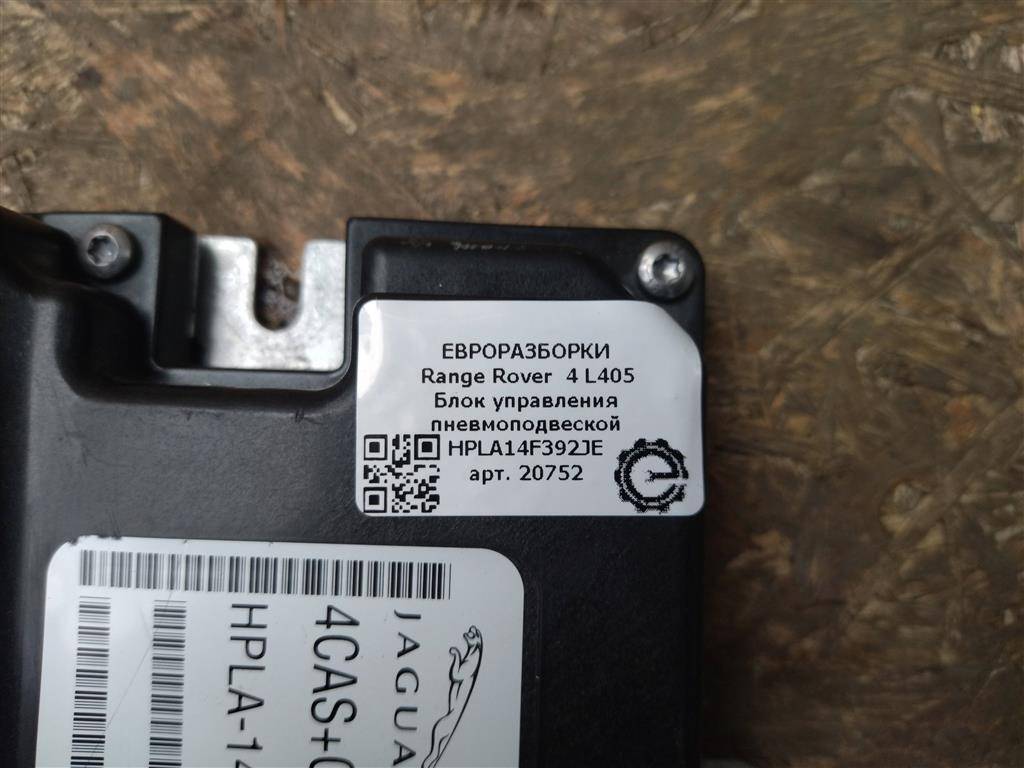 ЕВРОРАЗБОРКИ
Range Rover 4 L405
Блок управления
пневмоподвеской
HPLA14F392JE
арт. 20752
JAGUA
4CAS+
HPLA-14